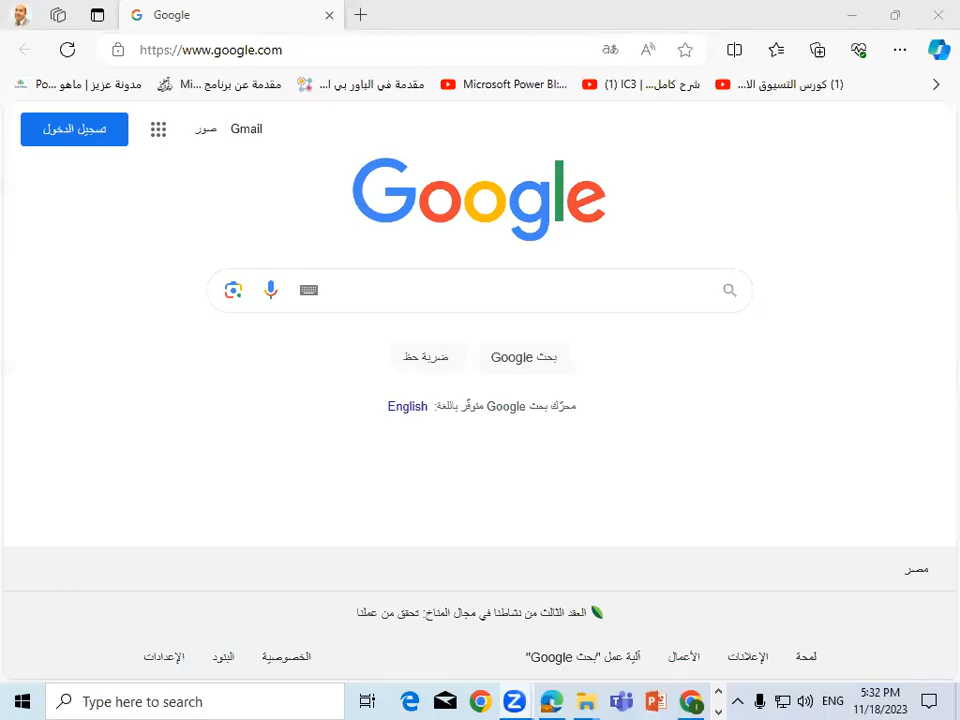 Google
https://www.google.com
Po... مدونة عزيز | ماهو
Mi... مقدمة عن برنامج
مقدمة في الباور بي ا...
Microsoft Power BI:...
(1) IC3 | شرح كامل...
(1) كورس التسويق الا...
تسجيل الدخول
صور
Gmail
Google
بحث Google
ضربة حظ
محرّك بحث Google متوفّر باللغة: English
مصر
العقد الثالث من نشاطنا في مجال المناخ: تحقق من عملنا
لمحة
الإعلانات
الأعمال
آلية عمل "بحث Google"
الخصوصية
البنود
الإعدادات
Type here to search
ENG
5:32 PM
11/18/2023